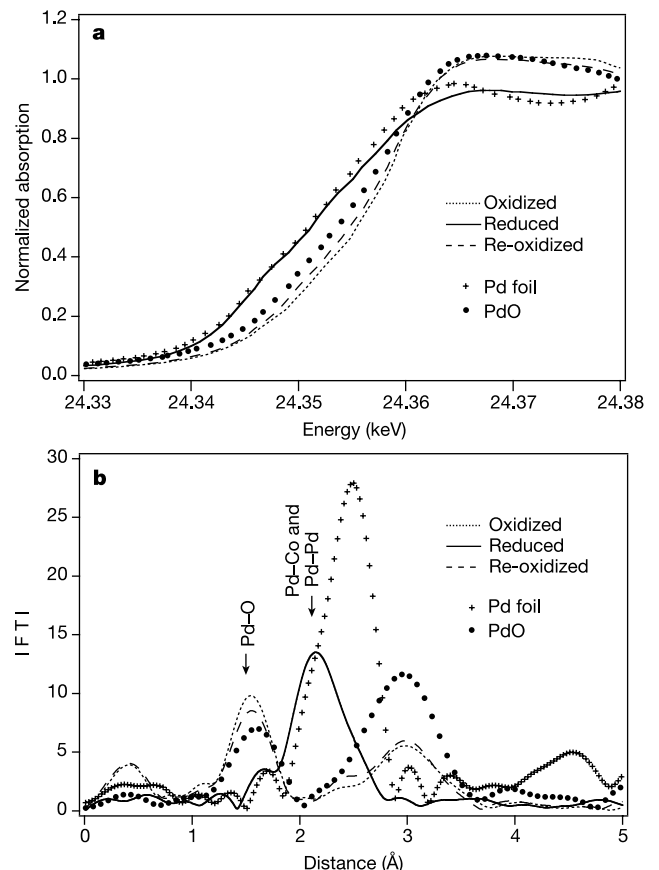 a
1.2
1.0
0.8
0.6
0.4
0.2
0.0
Normalized absorption
Oxidized
Reduced
Re-oxidized
Pd foil
PdO
24.33 24.34 24.35 24.36 24.37 24.38
Energy (keV)
b
30
25
20
15
10
5
0
I F T I
Pd–O
Pd–Co and
Pd–Pd
Oxidized
Reduced
Re-oxidized
Pd foil
PdO
0 1 2 3 4 5
Distance (Å)